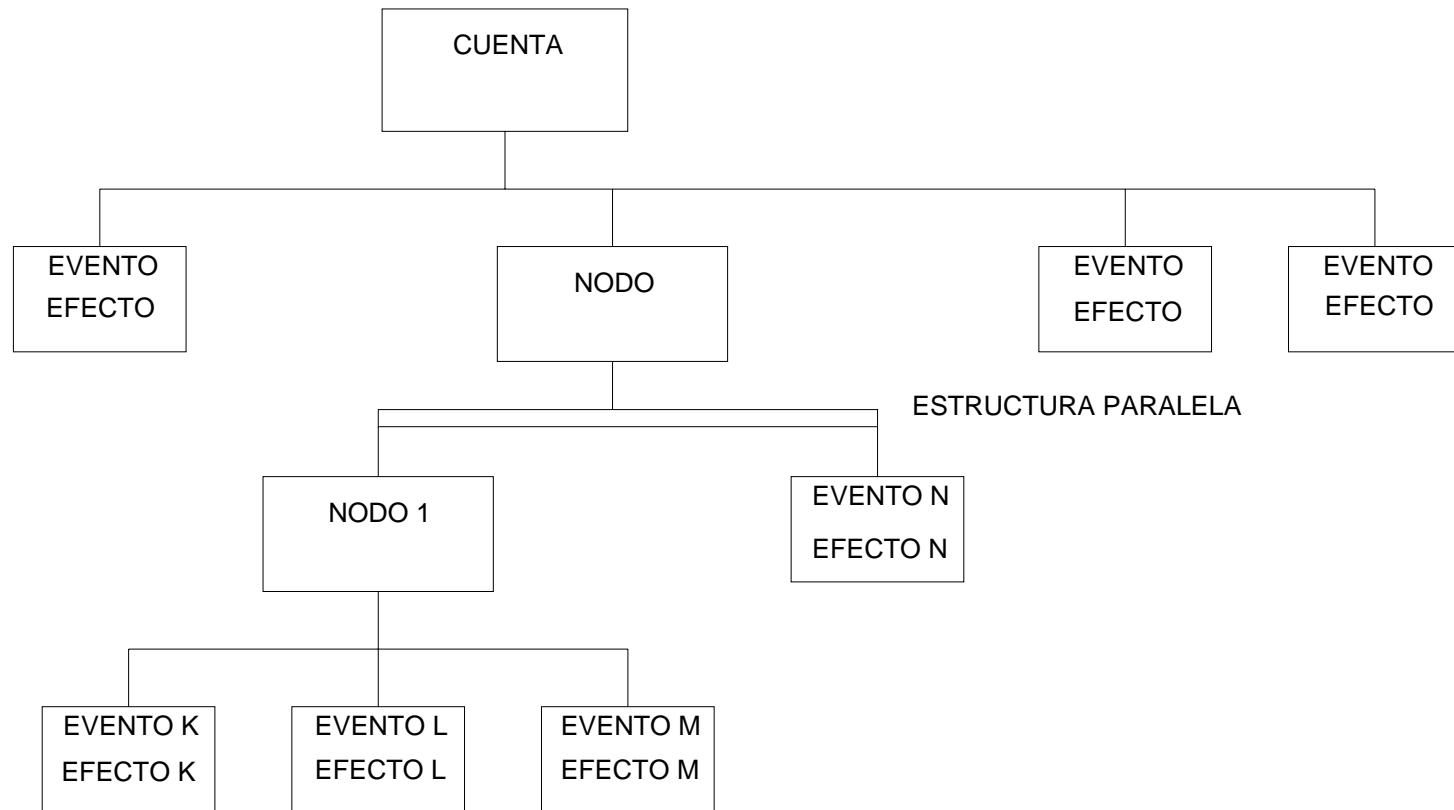 CUENTA
EVENTO
EFECTO
NODO
EVENTO
EFECTO
EVENTO
EFECTO
ESTRUCTURA PARALELA
NODO 1
EVENTO N
EFECTO N
EVENTO K
EFECTO K
EVENTO L
EFECTO L
EVENTO M
EFECTO M